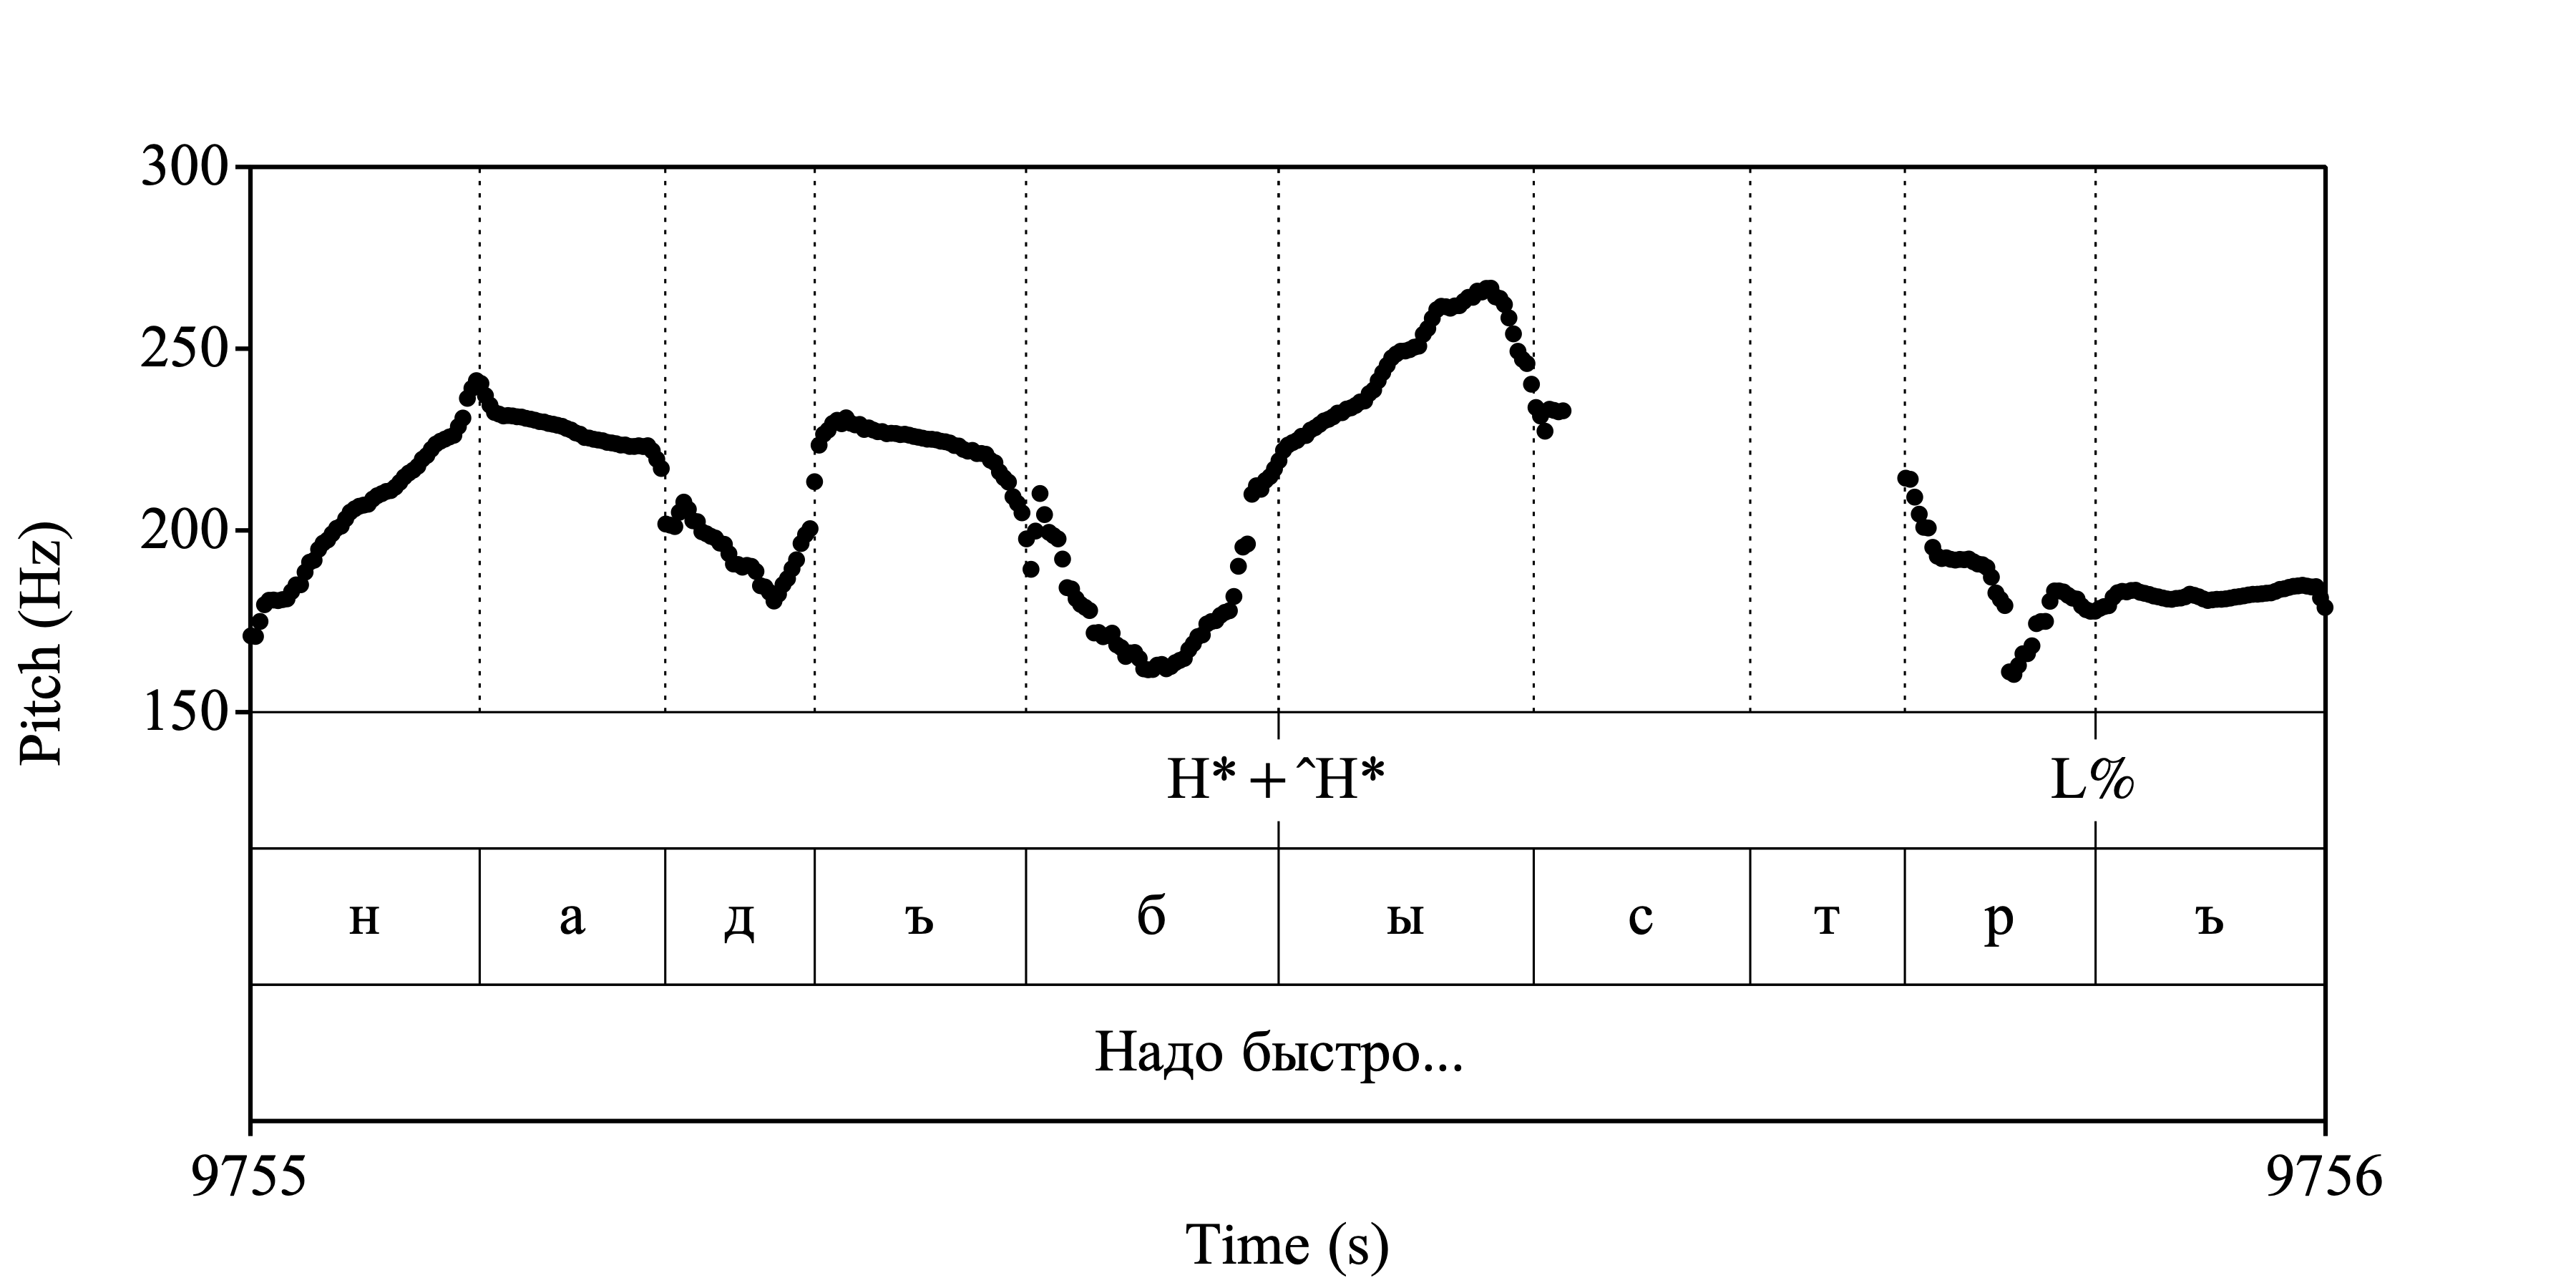 300
250
200
150
Pitch (Hz)
H* + ˆH* L%
н а д ъ б ы с т р ъ
Надо быстро...
9755 9756
Time (s)